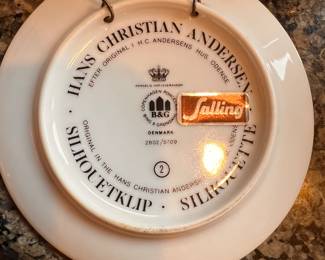 · HANS CHRISTIAN ANDERSEN
EFTER ORIGINAL I H.C. ANDERSENS HUS, ODENSE
COPENHAGEN
B&G
DENMARK
2802/5709
2
Salling
ORIGINAL IN THE HANS CHRISTIAN
SILHOUETKLIP · SILHOUETTE